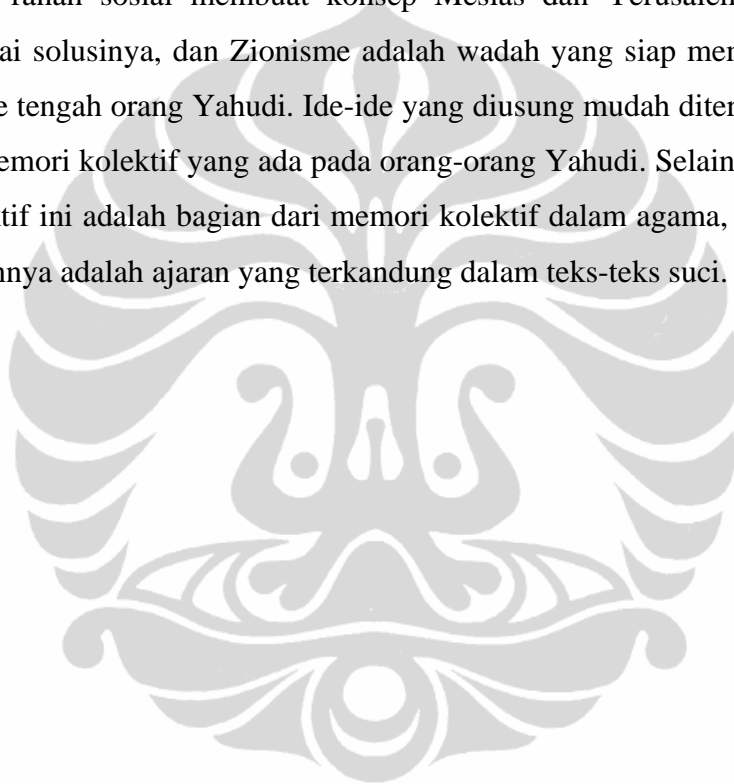 ranah sosial membuat konsep Mesias dan Yerusalem
ai solusinya, dan Zionisme adalah wadah yang siap men
e tengah orang Yahudi. Ide-ide yang diusung mudah diter
emori kolektif yang ada pada orang-orang Yahudi. Selain
tif ini adalah bagian dari memori kolektif dalam agama,
nnya adalah ajaran yang terkandung dalam teks-teks suci.